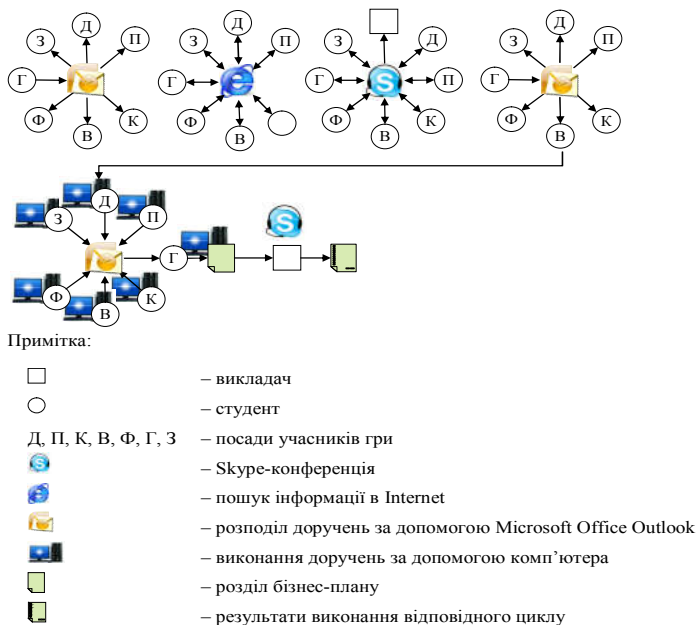 Д Д
З П З П З Д З Д П
Г Г Г П Г
Ф К Ф Ф К Ф К
В В В В
Д
З П
Г
Ф К
В
Примітка:
– викладач
– студент
Д, П, К, В, Ф, Г, З – посади учасників гри
– Skype-конференція
– пошук інформації в Internet
– розподіл доручень за допомогою Microsoft Office Outlook
– виконання доручень за допомогою комп’ютера
– розділ бізнес-плану
– результати виконання відповідного циклу